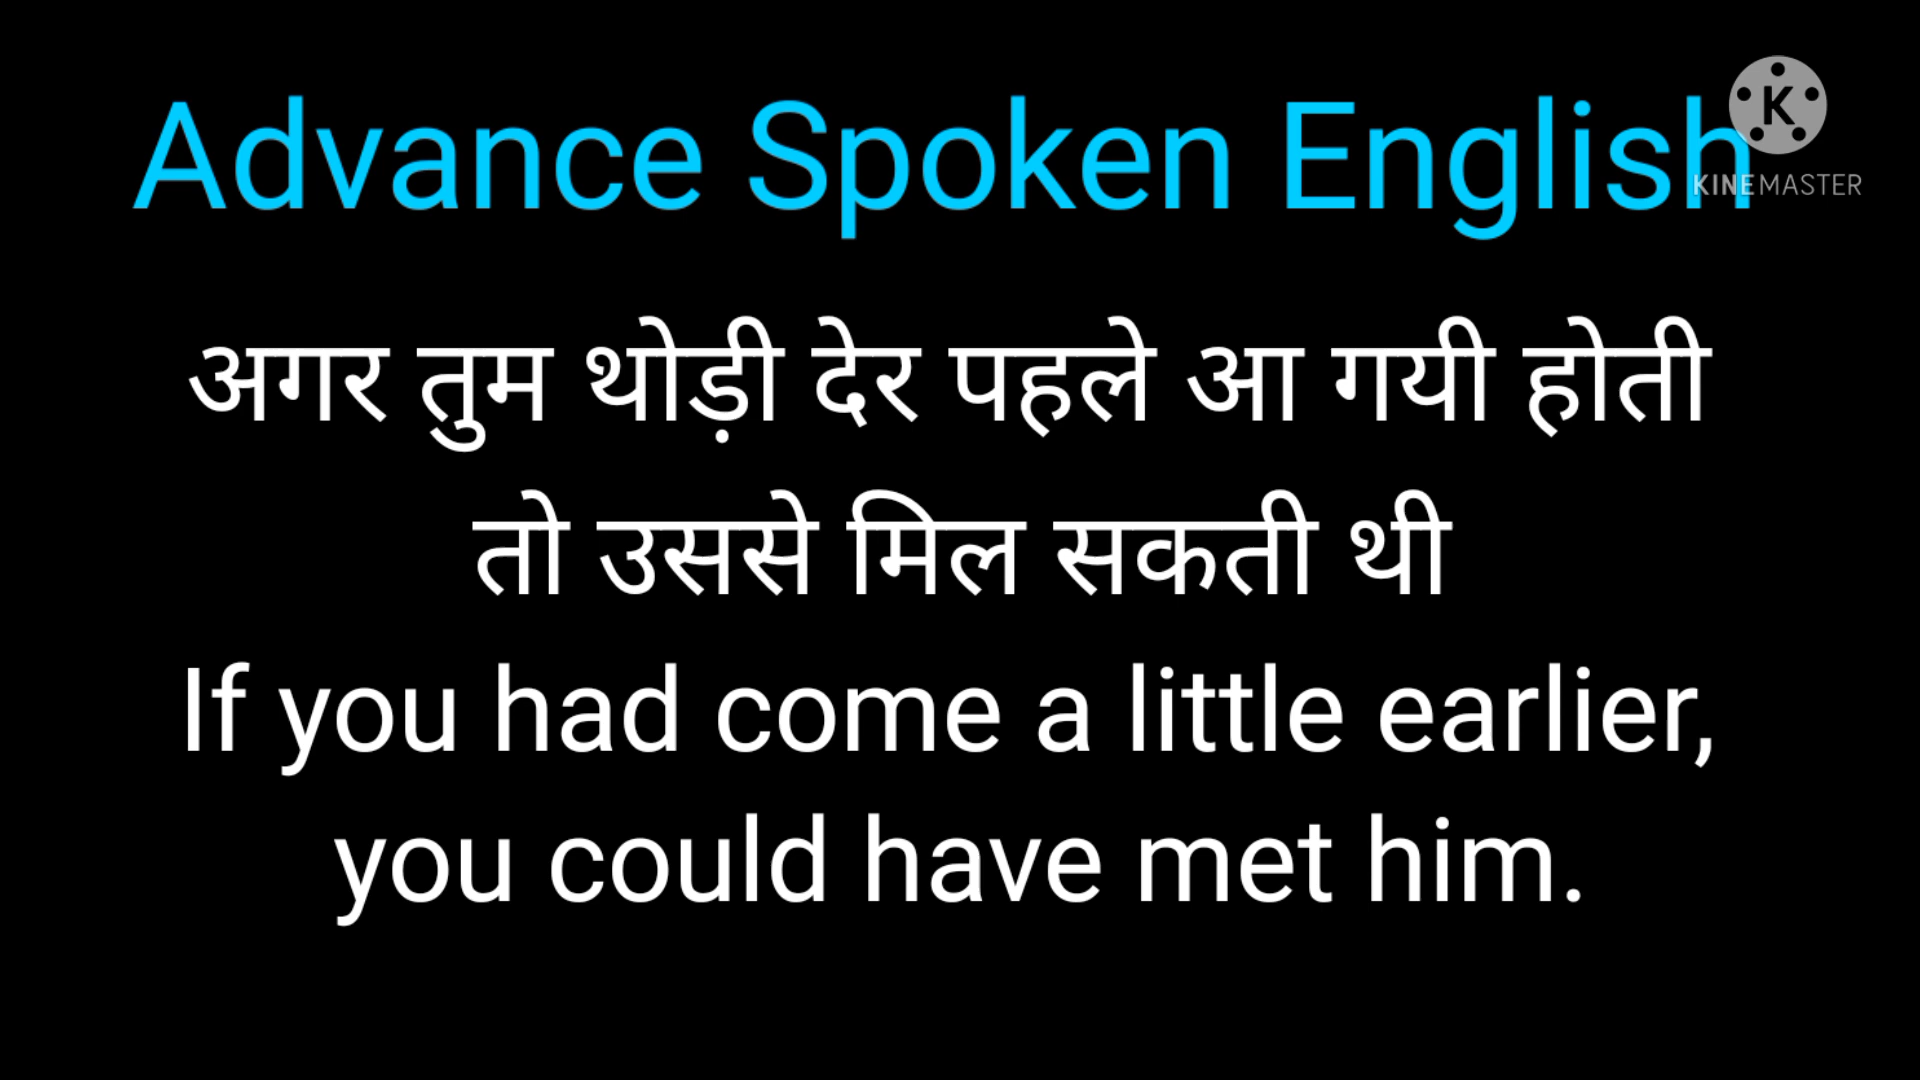 Advance Spoken English
KINEMASTER
अगर तुम थोड़ी देर पहले आ गयी होती
तो उससे मिल सकती थी
If you had come a little earlier,
you could have met him.